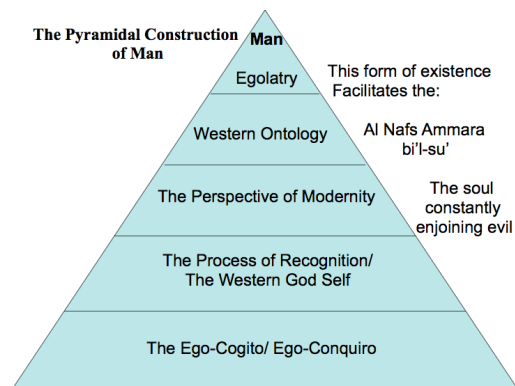 The Pyramidal Construction
of Man
Man
Egolatry
This form of existence
Facilitates the:
Western Ontology
Al Nafs Ammara
bi'l-su'
The Perspective of Modernity
The soul
constantly
enjoining evil
The Process of Recognition/
The Western God Self
The Ego-Cogito/ Ego-Conquiro